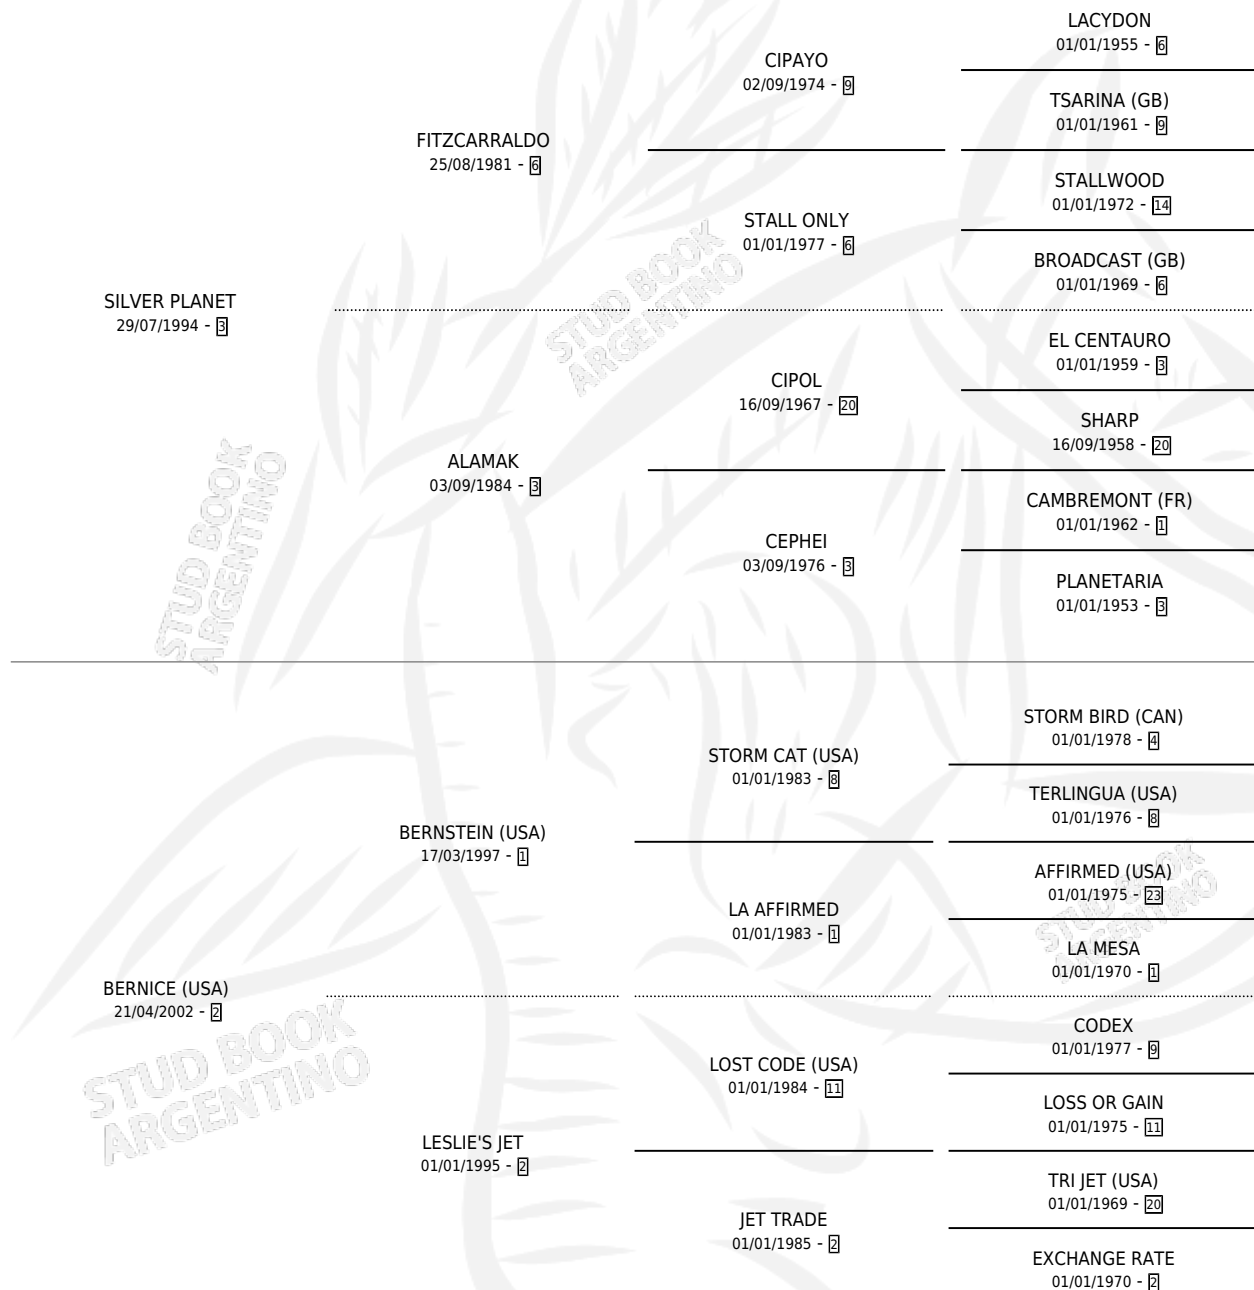 LACYDON
01/01/1955 - 6
CIPAYO
02/09/1974 - 9
TSARINA (GB)
01/01/1961 - 9
FITZCARRALDO
25/08/1981 - 6
STALLWOOD
01/01/1972 - 14
STALL ONLY
01/01/1977 - 6
BROADCAST (GB)
01/01/1969 - 6
SILVER PLANET
29/07/1994 - 3
EL CENTAURO
01/01/1959 - 3
CIPOL
16/09/1967 - 20
SHARP
16/09/1958 - 20
ALAMAK
03/09/1984 - 3
CAMBREMONT (FR)
01/01/1962 - 1
CEPHEI
03/09/1976 - 3
PLANETARIA
01/01/1953 - 3
STORM BIRD (CAN)
01/01/1978 - 4
STORM CAT (USA)
01/01/1983 - 8
TERLINGUA (USA)
01/01/1976 - 8
BERNSTEIN (USA)
17/03/1997 - 1
AFFIRMED (USA)
01/01/1975 - 23
LA AFFIRMED
01/01/1983 - 1
LA MESA
01/01/1970 - 1
BERNICE (USA)
21/04/2002 - 2
CODEX
01/01/1977 - 9
LOST CODE (USA)
01/01/1984 - 11
LOSS OR GAIN
01/01/1975 - 11
LESLIE'S JET
01/01/1995 - 2
TRI JET (USA)
01/01/1969 - 20
JET TRADE
01/01/1985 - 2
EXCHANGE RATE
01/01/1970 - 2
STUD BOOK
ARGENTINO
STUD BOOK
ARGENTINO
STUD BOOK
ARGENTINO
STUD BOOK
ARGENTINO